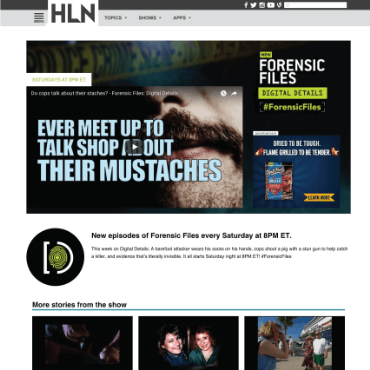 HLN
TOPICS SHOWS APPS
SATURDAYS AT 8PM ET
Do cops talk about their staches? - Forensic Files: Digital Details
EVER MEET UP TO
TALK SHOP ABOUT
THEIR MUSTACHES
NEW
FORENSIC
FILES
DIGITAL DETAILS
#ForensicFiles
DRIED TO BE TOUGH.
FLAME GRILLED TO BE TENDER.
LEARN MORE
New episodes of Forensic Files every Saturday at 8PM ET.
This week on Digital Details: A barefoot attacker wears his socks on his hands, cops shoot a pig with a stun gun to help catch
a killer, and evidence that's literally invisible. It all starts Saturday night at 8PM ET! #ForensicFiles
More stories from the show